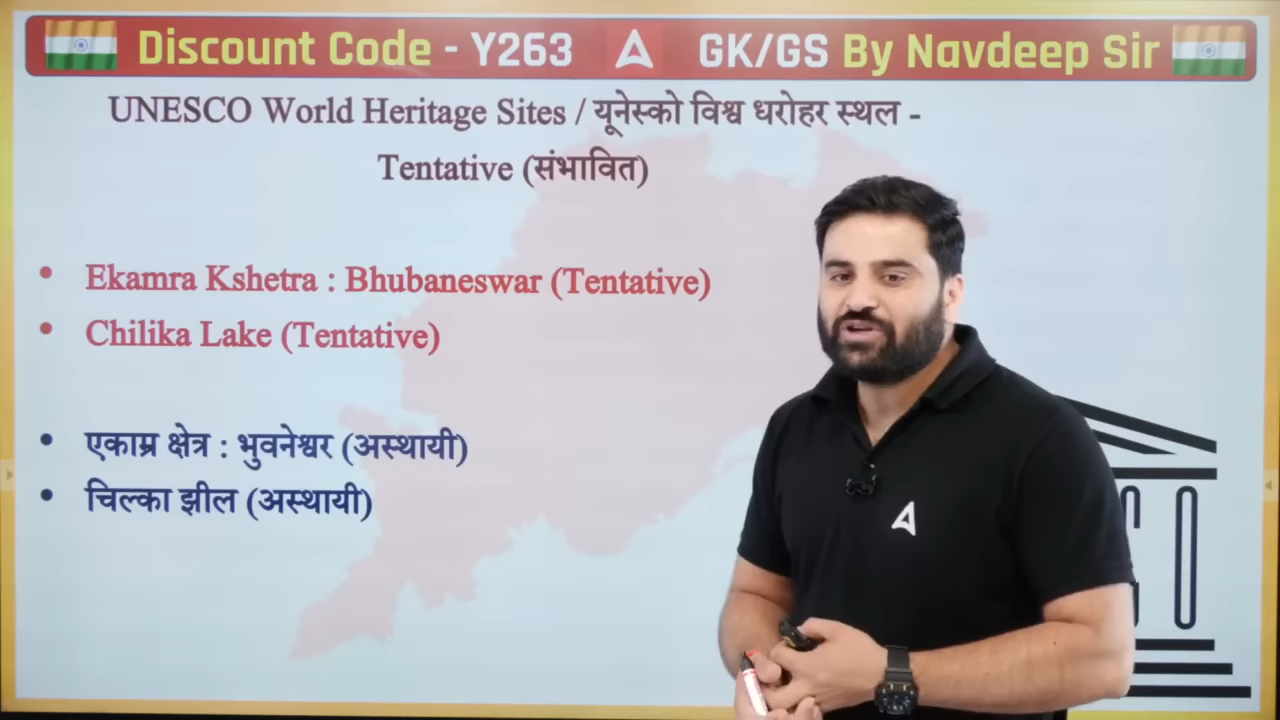 Discount Code - Y263 GK/GS By Navdeep Sir
UNESCO World Heritage Sites / यूनेस्को विश्व धरोहर स्थल -
Tentative (संभावित)
• Ekamra Kshetra : Bhubaneswar (Tentative)
• Chilika Lake (Tentative)
• एकाम्र क्षेत्र : भुवनेश्वर (अस्थायी)
• चिल्का झील (अस्थायी)